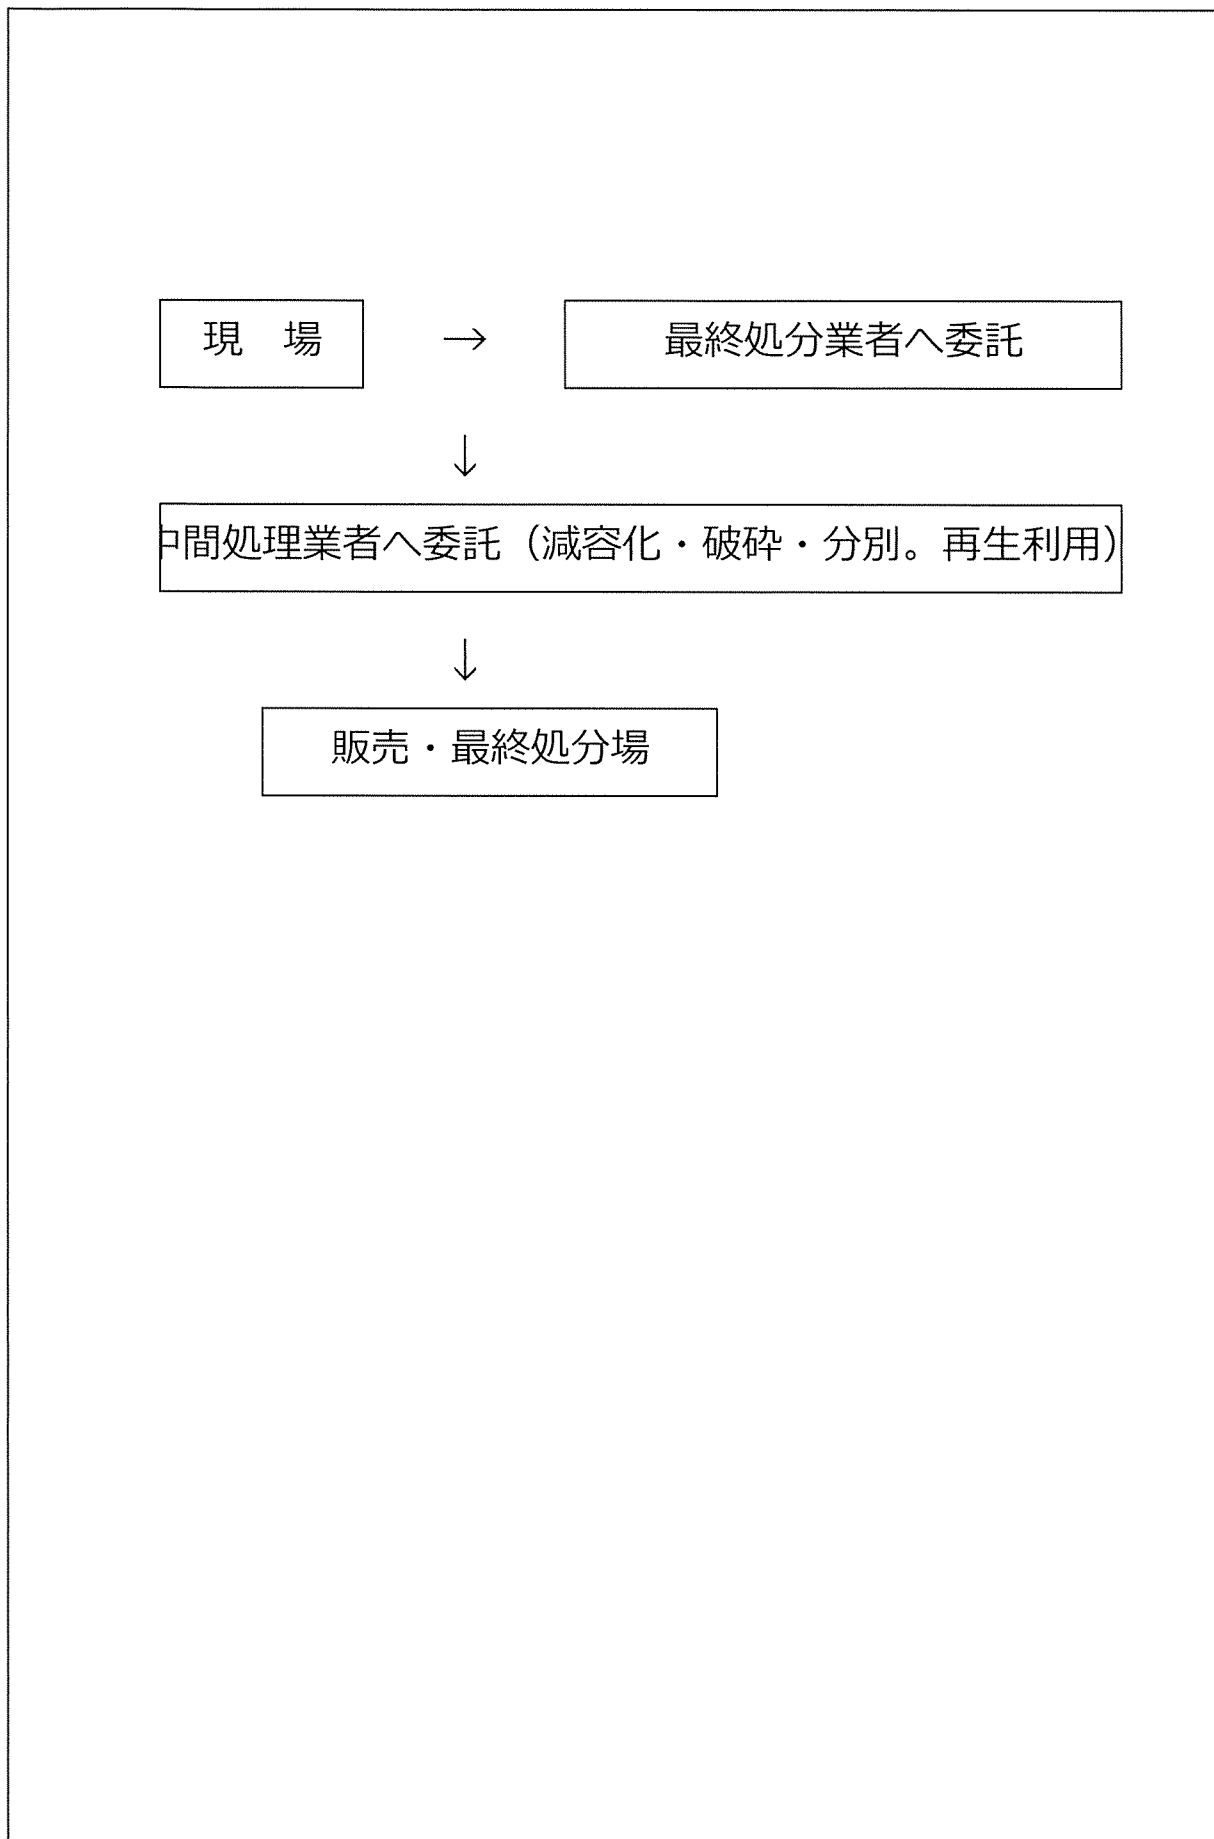 現　場　→　最終処分業者へ委託
↓
中間処理業者へ委託（減容化・破砕・分別。再生利用）
↓
販売・最終処分場